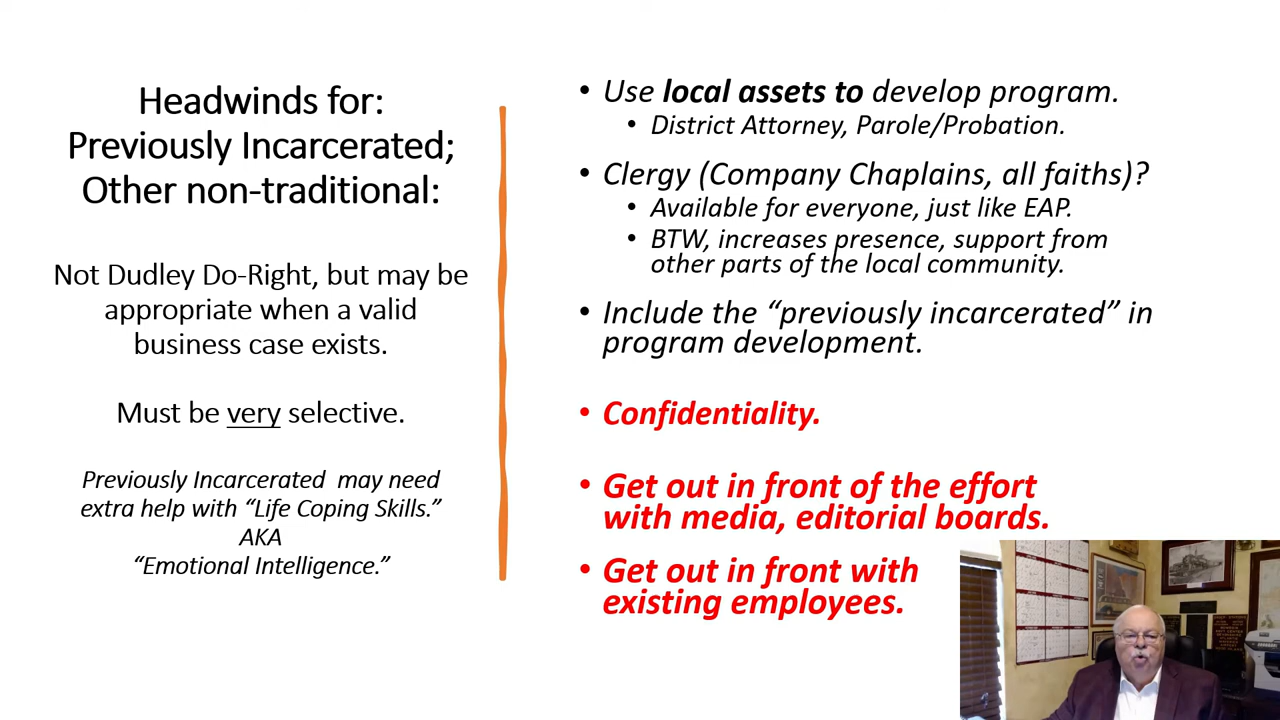 Headwinds for:
Previously Incarcerated;
Other non-traditional:
Not Dudley Do-Right, but may be
appropriate when a valid
business case exists.
Must be very selective.
Previously Incarcerated may need
extra help with “Life Coping Skills.”
AKA
“Emotional Intelligence.”
• Use local assets to develop program.
• District Attorney, Parole/Probation.
• Clergy (Company Chaplains, all faiths)?
• Available for everyone, just like EAP.
• BTW, increases presence, support from
other parts of the local community.
• Include the “previously incarcerated” in
program development.
• Confidentiality.
• Get out in front of the effort
with media, editorial boards.
• Get out in front with
existing employees.